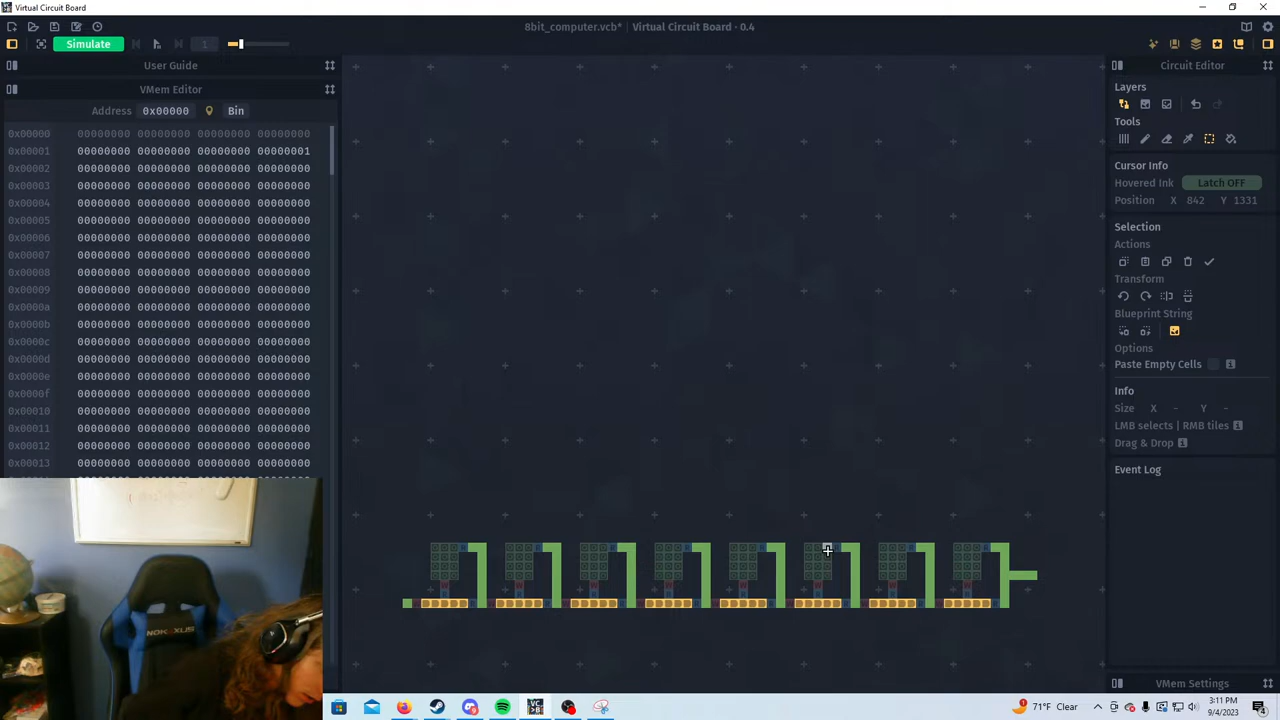 Virtual Circuit Board
8bit_computer.vcb* | Virtual Circuit Board · 0.4
Simulate
1
User Guide
VMem Editor
Address 0x00000 Bin
0x00000 00000000 00000000 00000000 00000000
0x00001 00000000 00000000 00000000 00000001
0x00002 00000000 00000000 00000000 00000000
0x00003 00000000 00000000 00000000 00000000
0x00004 00000000 00000000 00000000 00000000
0x00005 00000000 00000000 00000000 00000000
0x00006 00000000 00000000 00000000 00000000
0x00007 00000000 00000000 00000000 00000000
0x00008 00000000 00000000 00000000 00000000
0x00009 00000000 00000000 00000000 00000000
0x0000a 00000000 00000000 00000000 00000000
0x0000b 00000000 00000000 00000000 00000000
0x0000c 00000000 00000000 00000000 00000000
0x0000d 00000000 00000000 00000000 00000000
0x0000e 00000000 00000000 00000000 00000000
0x0000f 00000000 00000000 00000000 00000000
0x00010 00000000 00000000 00000000 00000000
0x00011 00000000 00000000 00000000 00000000
0x00012 00000000 00000000 00000000 00000000
0x00013 00000000 00000000 00000000 00000000
Circuit Editor
Layers
Tools
Cursor Info
Hovered Ink Latch OFF
Position X 842 Y 1331
Selection
Actions
Transform
Blueprint String
Options
Paste Empty Cells
Info
Size X - Y -
LMB selects | RMB tiles
Drag & Drop
Event Log
VMem Settings
71°F Clear
3:11 PM
9/4/2023